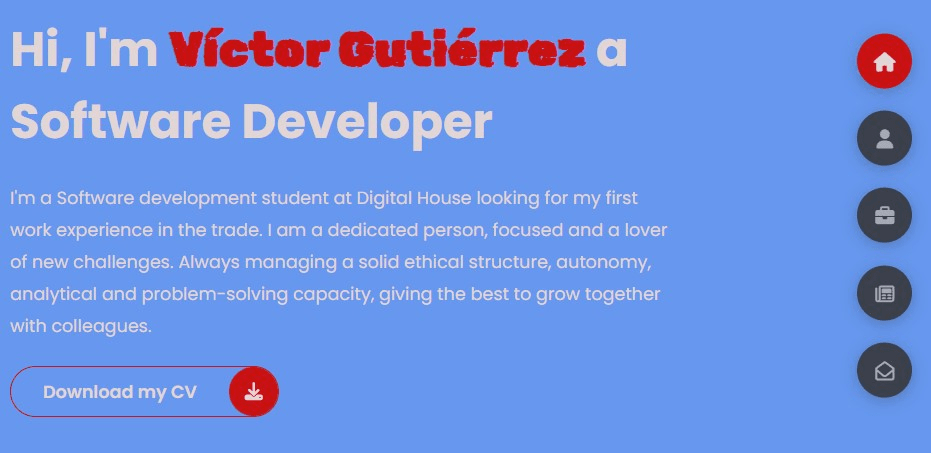 Hi, I'm Víctor Gutiérrez a
Software Developer
I'm a Software development student at Digital House looking for my first
work experience in the trade. I am a dedicated person, focused and a lover
of new challenges. Always managing a solid ethical structure, autonomy,
analytical and problem-solving capacity, giving the best to grow together
with colleagues.
Download my CV